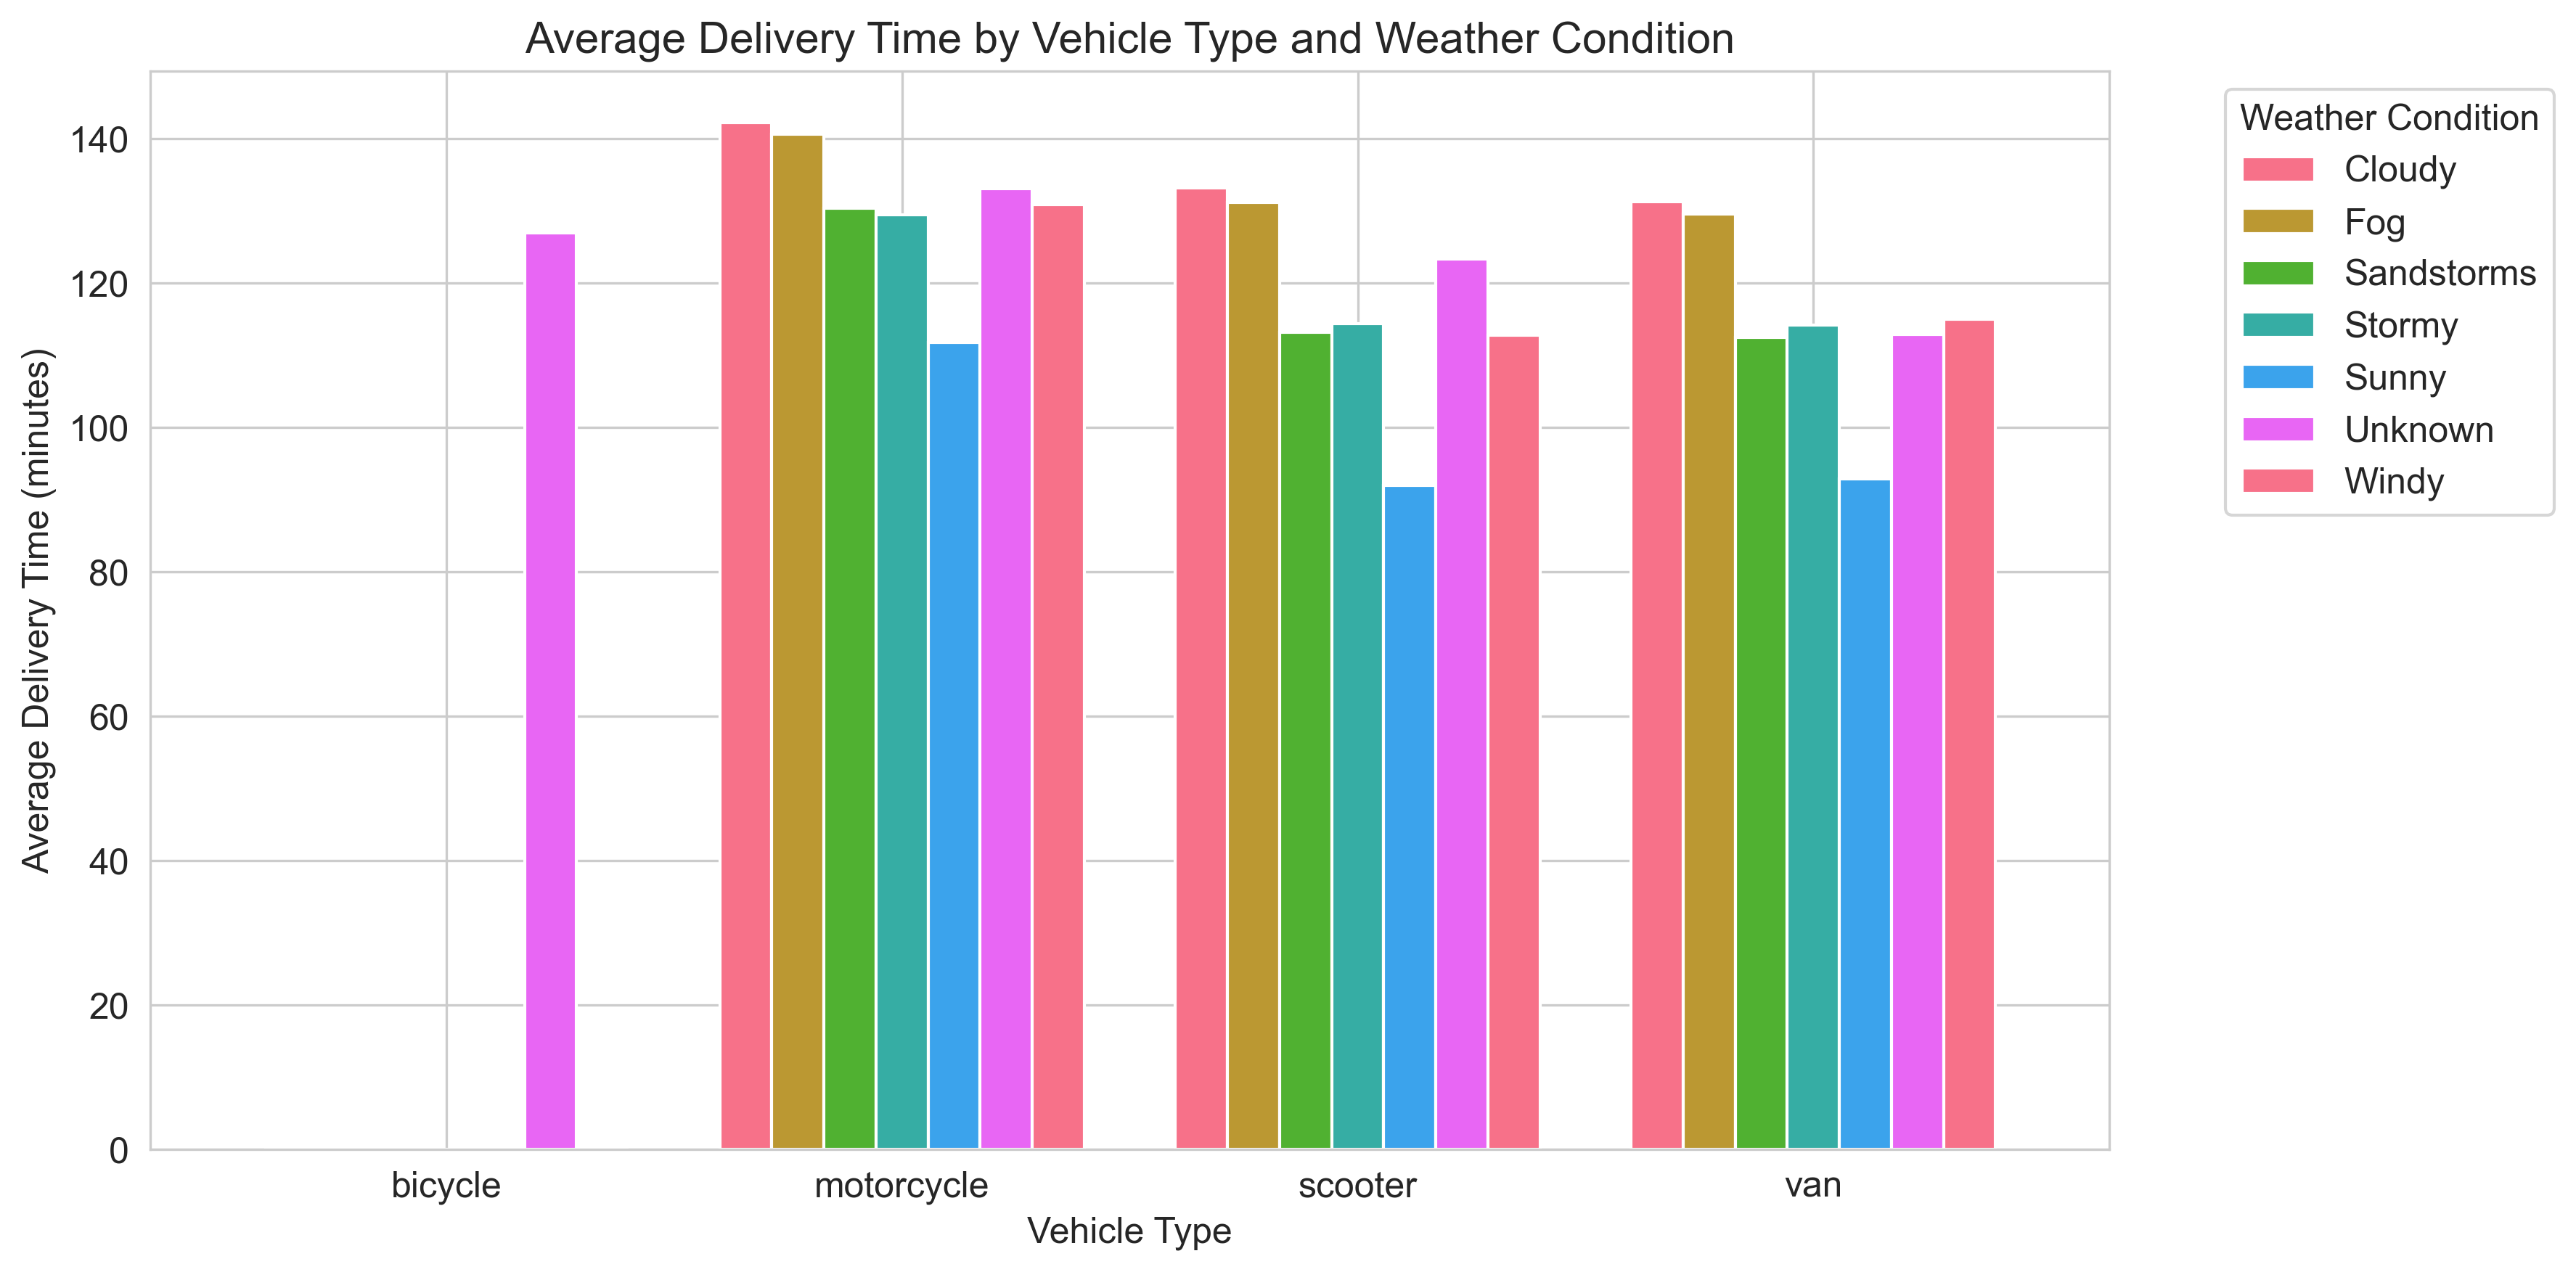 Average Delivery Time by Vehicle Type and Weather Condition
Average Delivery Time (minutes)
140
120
100
80
60
40
20
0
bicycle
motorcycle
scooter
van
Vehicle Type
Weather Condition
Cloudy
Fog
Sandstorms
Stormy
Sunny
Unknown
Windy